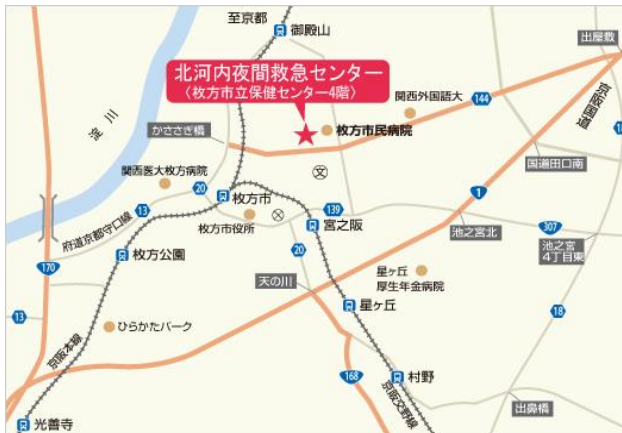 至京都
御殿山
出屋敷
北河内夜間救急センター
〈枚方市立保健センター4階〉
関西外国語大
144
京阪国道
淀川
かささぎ橋
枚方市民病院
国道田口南
関西医大枚方病院
20
枚方市
1
13
府道京都守口線
枚方市役所
139
宮之阪
池之宮北
307
池之宮
4丁目東
枚方公園
20
170
天の川
星ヶ丘
厚生年金病院
星ヶ丘
13
ひらかたパーク
18
京阪本線
168
村野
京阪交野線
出鼻橋
光善寺